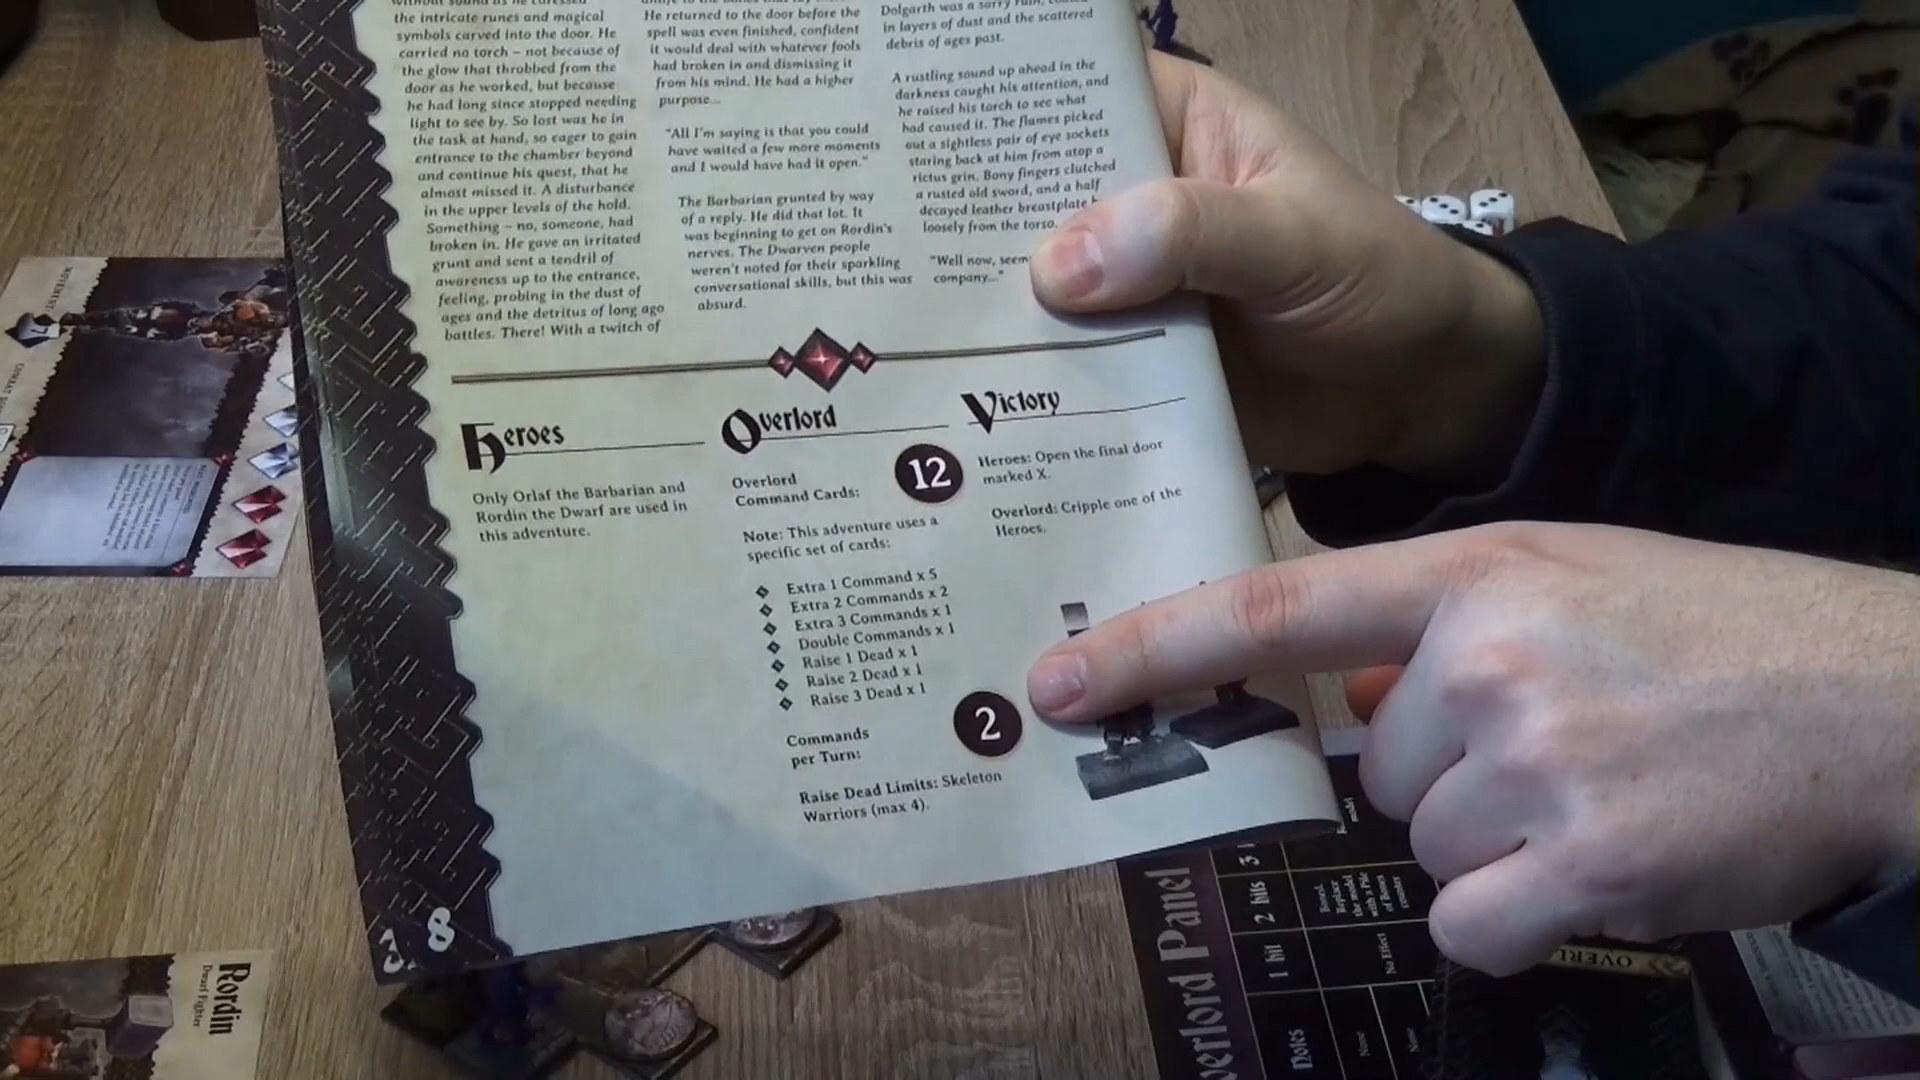 the intricate runes and magical
symbols carved into the door. He
carried no torch – not because of
the glow that throbbed from the
door as he worked, but because
he had long since stopped needing
light to see by. So lost was he in
the task at hand, so eager to gain
entrance to the chamber beyond
and continue his quest, that he
almost missed it. A disturbance
in the upper levels of the hold.
Something – no, someone, had
broken in. He gave an irritated
grunt and sent a tendril of
awareness up to the entrance,
feeling, probing in the dust of
ages and the detritus of long ago
battles. There! With a twitch of
He returned to the door before the
spell was even finished, confident
it would deal with whatever fools
had broken in and dismissing it
from his mind. He had a higher
purpose...
"All I'm saying is that you could
have waited a few more moments
and I would have had it open."
The Barbarian grunted by way
of a reply. He did that lot. It
was beginning to get on Rordin's
nerves. The Dwarven people
weren't noted for their sparkling
conversational skills, but this was
absurd.
Dolgarth was a sorry ruin,
in layers of dust and the scattered
debris of ages past.
A rustling sound up ahead in the
darkness caught his attention, and
he raised his torch to see what
had caused it. The flames picked
out a sightless pair of eye sockets
staring back at him from atop a
rictus grin. Bony fingers clutched
a rusted old sword, and a half
decayed leather breastplate
loosely from the torso.
"Well now, seem
company..."
Heroes
Only Orlaf the Barbarian and
Rordin the Dwarf are used in
this adventure.
Overlord
Overlord
Command Cards:
12
Note: This adventure uses a
specific set of cards:
Extra 1 Command x 5
Extra 2 Commands x 2
Extra 3 Commands x 1
Double Commands x 1
Raise 1 Dead x 1
Raise 2 Dead x 1
Raise 3 Dead x 1
Commands
per Turn:
2
Raise Dead Limits: Skeleton
Warriors (max 4).
Victory
Heroes: Open the final door
marked X.
Overlord: Cripple one of the
Heroes.
8
MOVEMENT
7
Rordin
Dwarf Fighter
verlord Panel
Notes
1 hit
2 hits
3
None
None
No Effect
Boned.
Replace
the model
with a Pile
of Bones
counter
model
OVERL